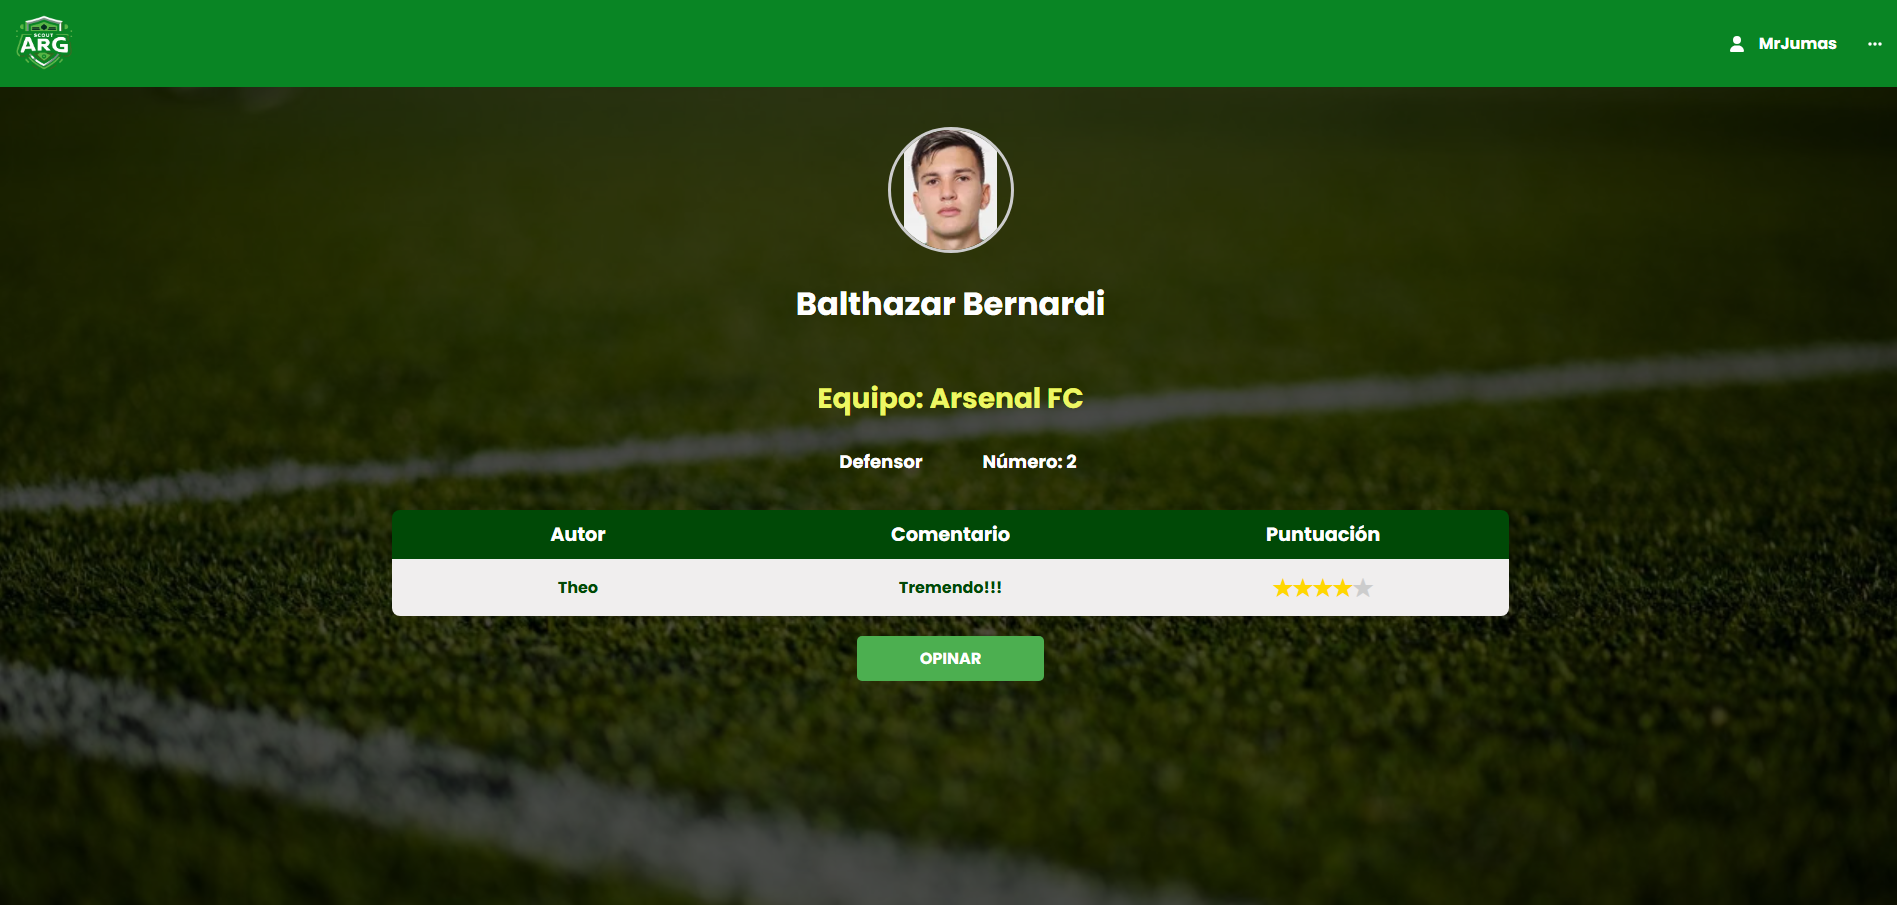 SCOUT
ARG
MrJumas
Balthazar Bernardi
Equipo: Arsenal FC
Defensor Número: 2
Autor Comentario Puntuación
Theo Tremendo!!!
OPINAR